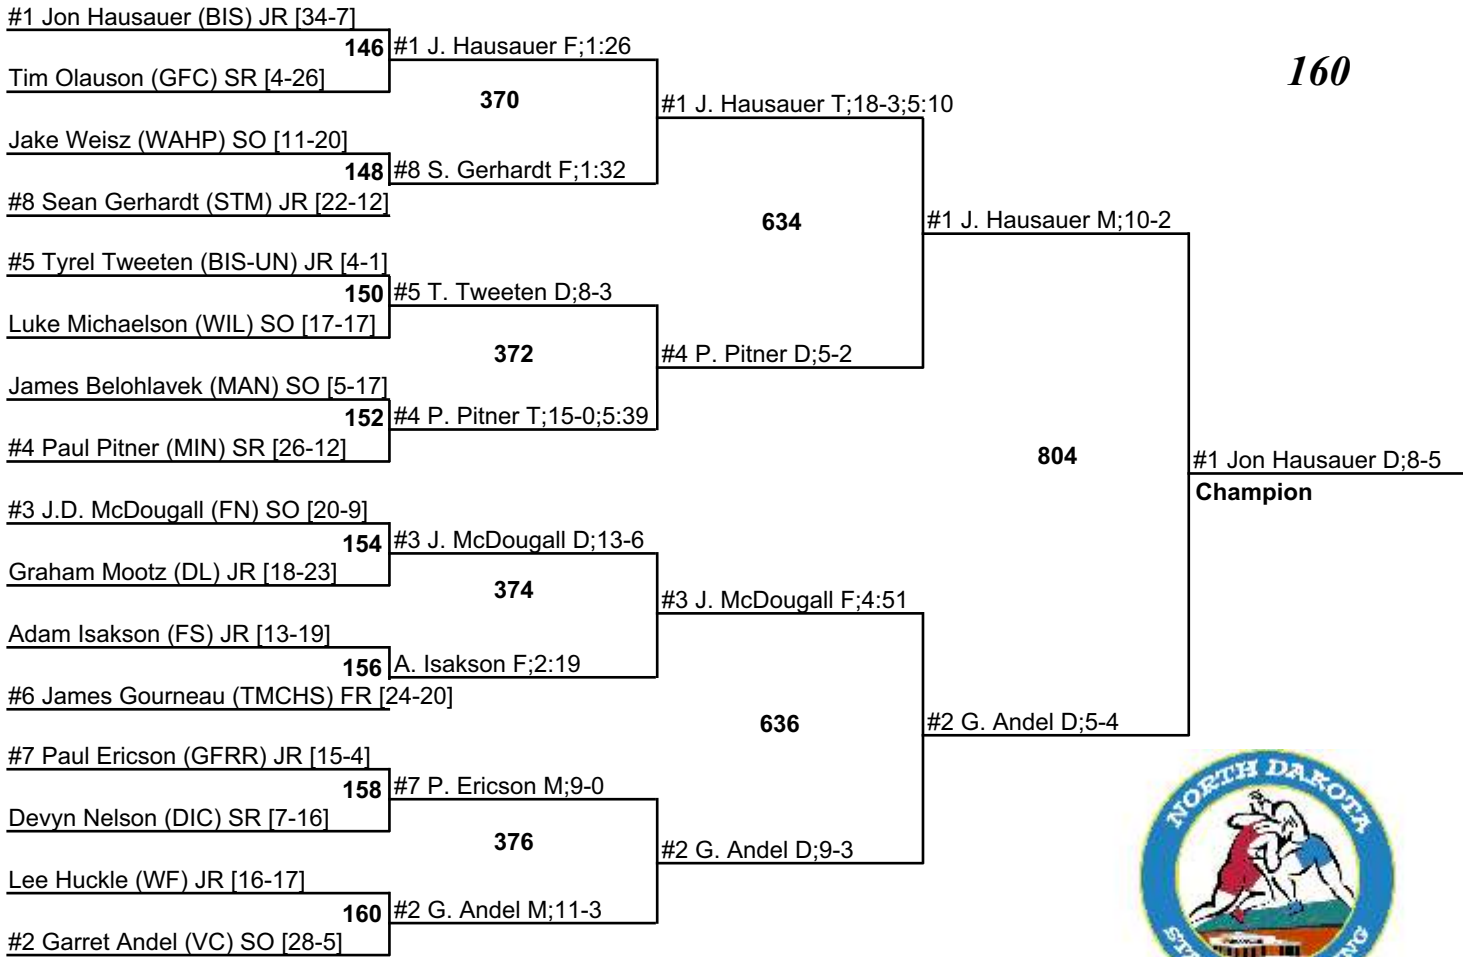 #1 Jon Hausauer (BIS) JR [34-7]
146 #1 J. Hausauer F;1:26
160
Tim Olauson (GFC) SR [4-26]
370
#1 J. Hausauer T;18-3;5:10
Jake Weisz (WAHP) SO [11-20]
148 #8 S. Gerhardt F;1:32
#8 Sean Gerhardt (STM) JR [22-12]
634
#1 J. Hausauer M;10-2
#5 Tyrel Tweeten (BIS-UN) JR [4-1]
150 #5 T. Tweeten D;8-3
Luke Michaelson (WIL) SO [17-17]
372
#4 P. Pitner D;5-2
James Belohlavek (MAN) SO [5-17]
152 #4 P. Pitner T;15-0;5:39
#4 Paul Pitner (MIN) SR [26-12]
804
#1 Jon Hausauer D;8-5
Champion
#3 J.D. McDougall (FN) SO [20-9]
154 #3 J. McDougall D;13-6
Graham Mootz (DL) JR [18-23]
374
#3 J. McDougall F;4:51
Adam Isakson (FS) JR [13-19]
156 A. Isakson F;2:19
#6 James Gourneau (TMCHS) FR [24-20]
636
#2 G. Andel D;5-4
#7 Paul Ericson (GFRR) JR [15-4]
158 #7 P. Ericson M;9-0
Devyn Nelson (DIC) SR [7-16]
376
#2 G. Andel D;9-3
Lee Huckle (WF) JR [16-17]
160 #2 G. Andel M;11-3
#2 Garret Andel (VC) SO [28-5]
NORTH DAKOTA